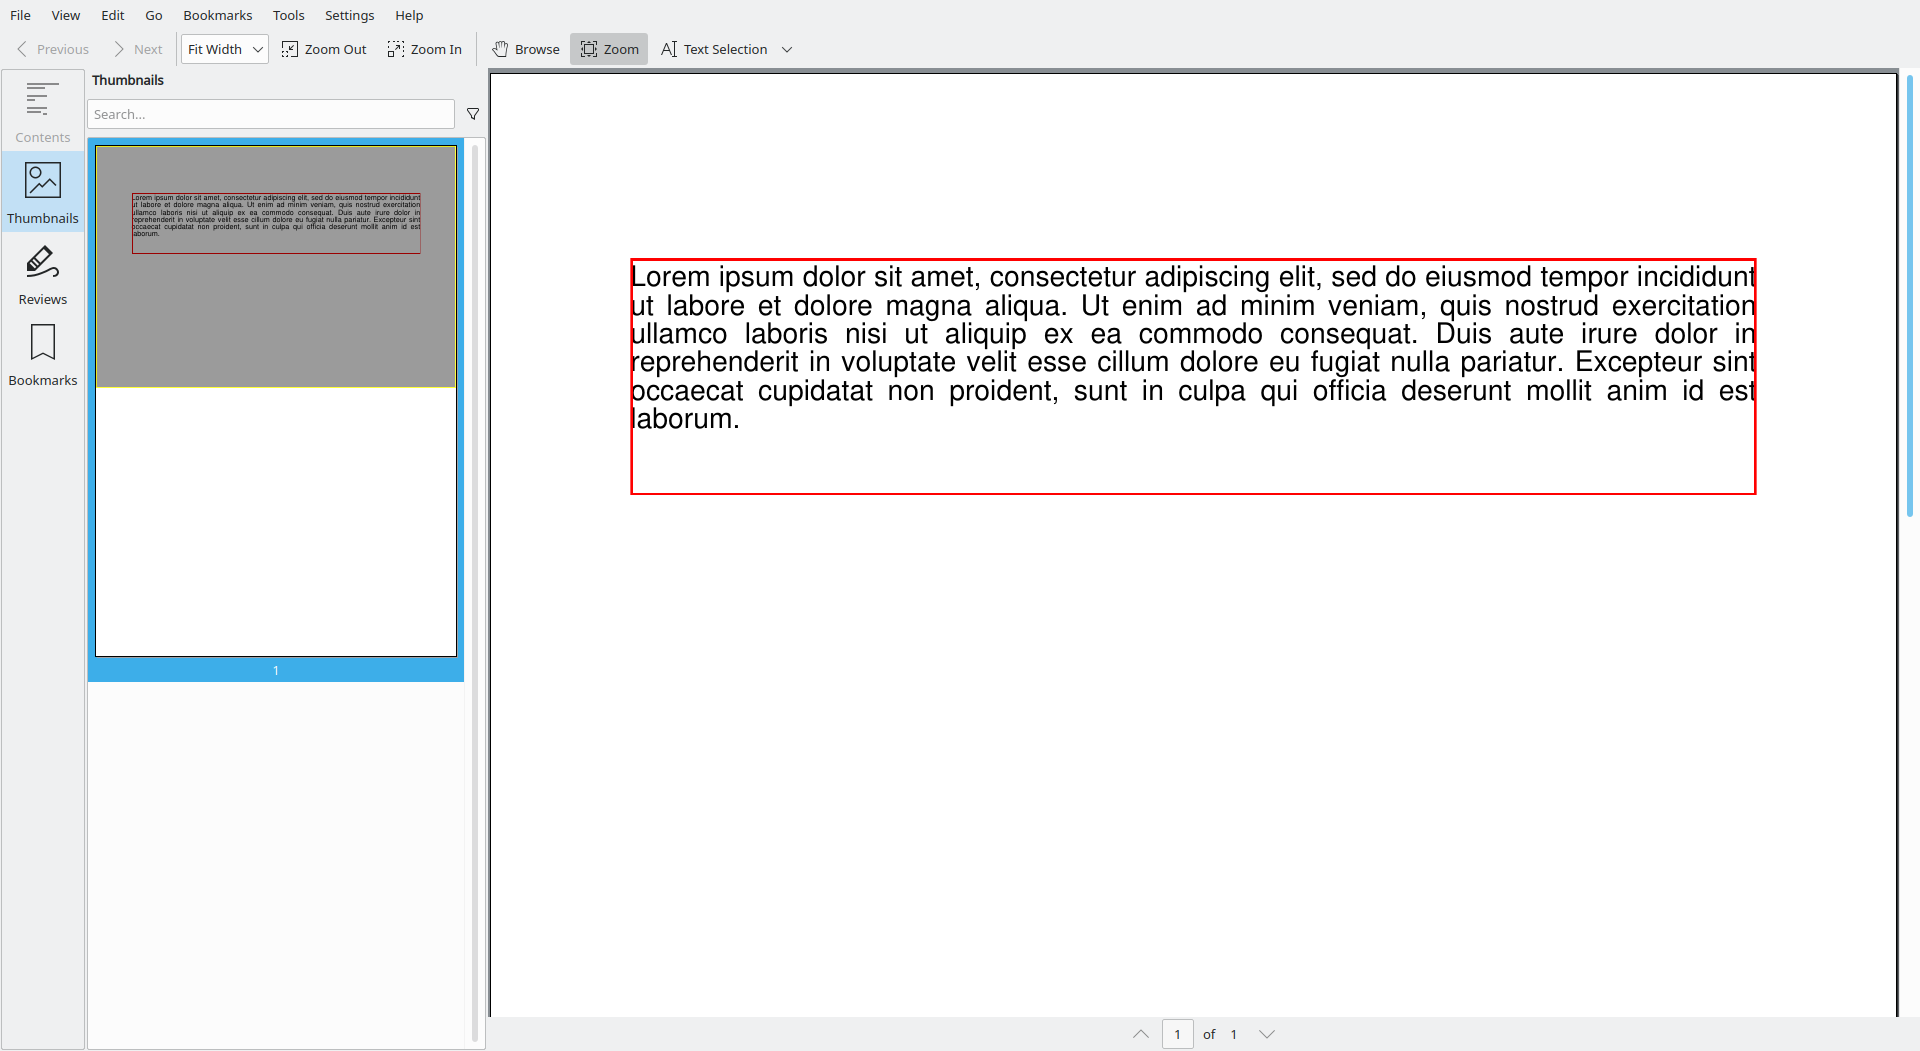 File View Edit Go Bookmarks Tools Settings Help
Previous Next Fit Width Zoom Out Zoom In Browse Zoom Text Selection
Thumbnails
Search...
Contents
Thumbnails
Reviews
Bookmarks
Lorem ipsum dolor sit amet, consectetur adipiscing elit, sed do eiusmod tempor incididunt
ut labore et dolore magna aliqua. Ut enim ad minim veniam, quis nostrud exercitation
ullamco laboris nisi ut aliquip ex ea commodo consequat. Duis aute irure dolor in
reprehenderit in voluptate velit esse cillum dolore eu fugiat nulla pariatur. Excepteur sint
occaecat cupidatat non proident, sunt in culpa qui officia deserunt mollit anim id est
laborum.
1
Lorem ipsum dolor sit amet, consectetur adipiscing elit, sed do eiusmod tempor incididunt
ut labore et dolore magna aliqua. Ut enim ad minim veniam, quis nostrud exercitation
ullamco laboris nisi ut aliquip ex ea commodo consequat. Duis aute irure dolor in
reprehenderit in voluptate velit esse cillum dolore eu fugiat nulla pariatur. Excepteur sint
occaecat cupidatat non proident, sunt in culpa qui officia deserunt mollit anim id est
laborum.
1 of 1